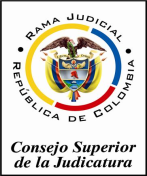 RAMA JUDICIAL
REPÚBLICA DE COLOMBIA
Consejo Superior
de la Judicatura